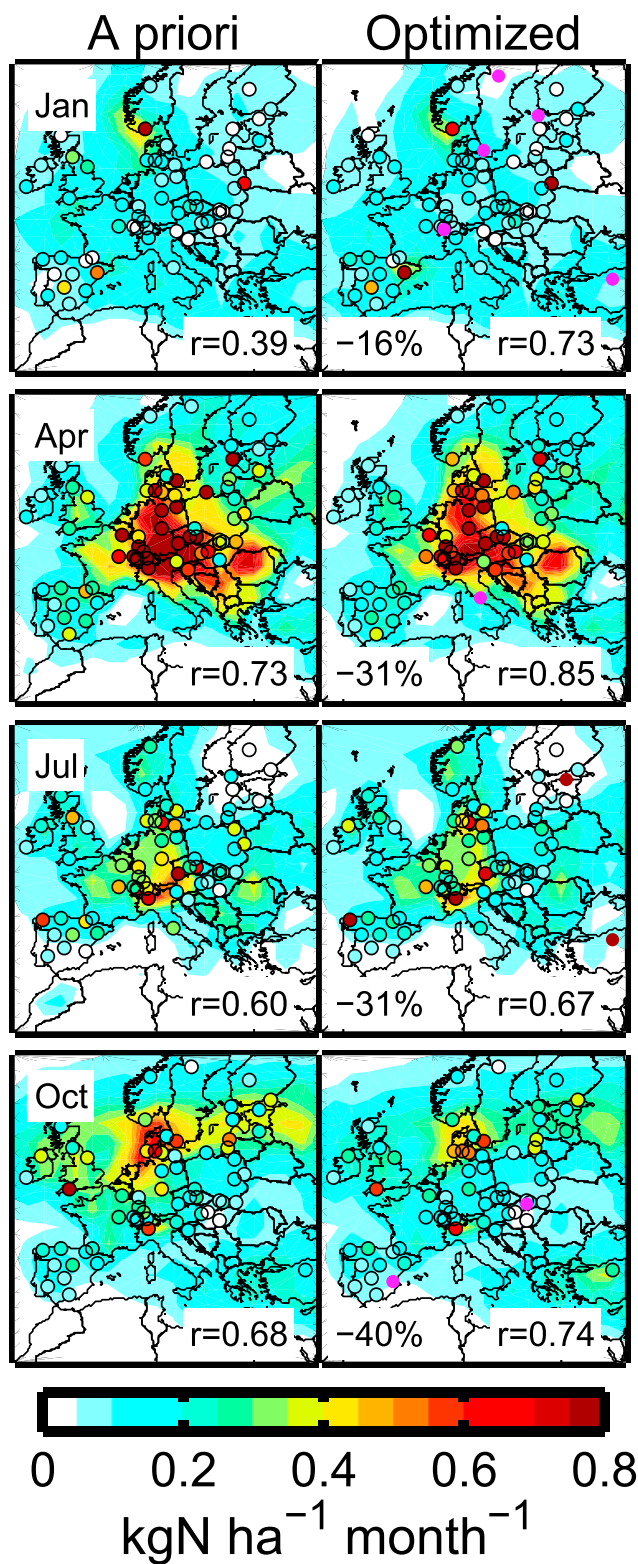 A priori Optimized
Jan
r=0.39 −16% r=0.73
Apr
r=0.73 −31% r=0.85
Jul
r=0.60 −31% r=0.67
Oct
r=0.68 −40% r=0.74
0 0.2 0.4 0.6 0.8
kgN ha⁻¹ month⁻¹